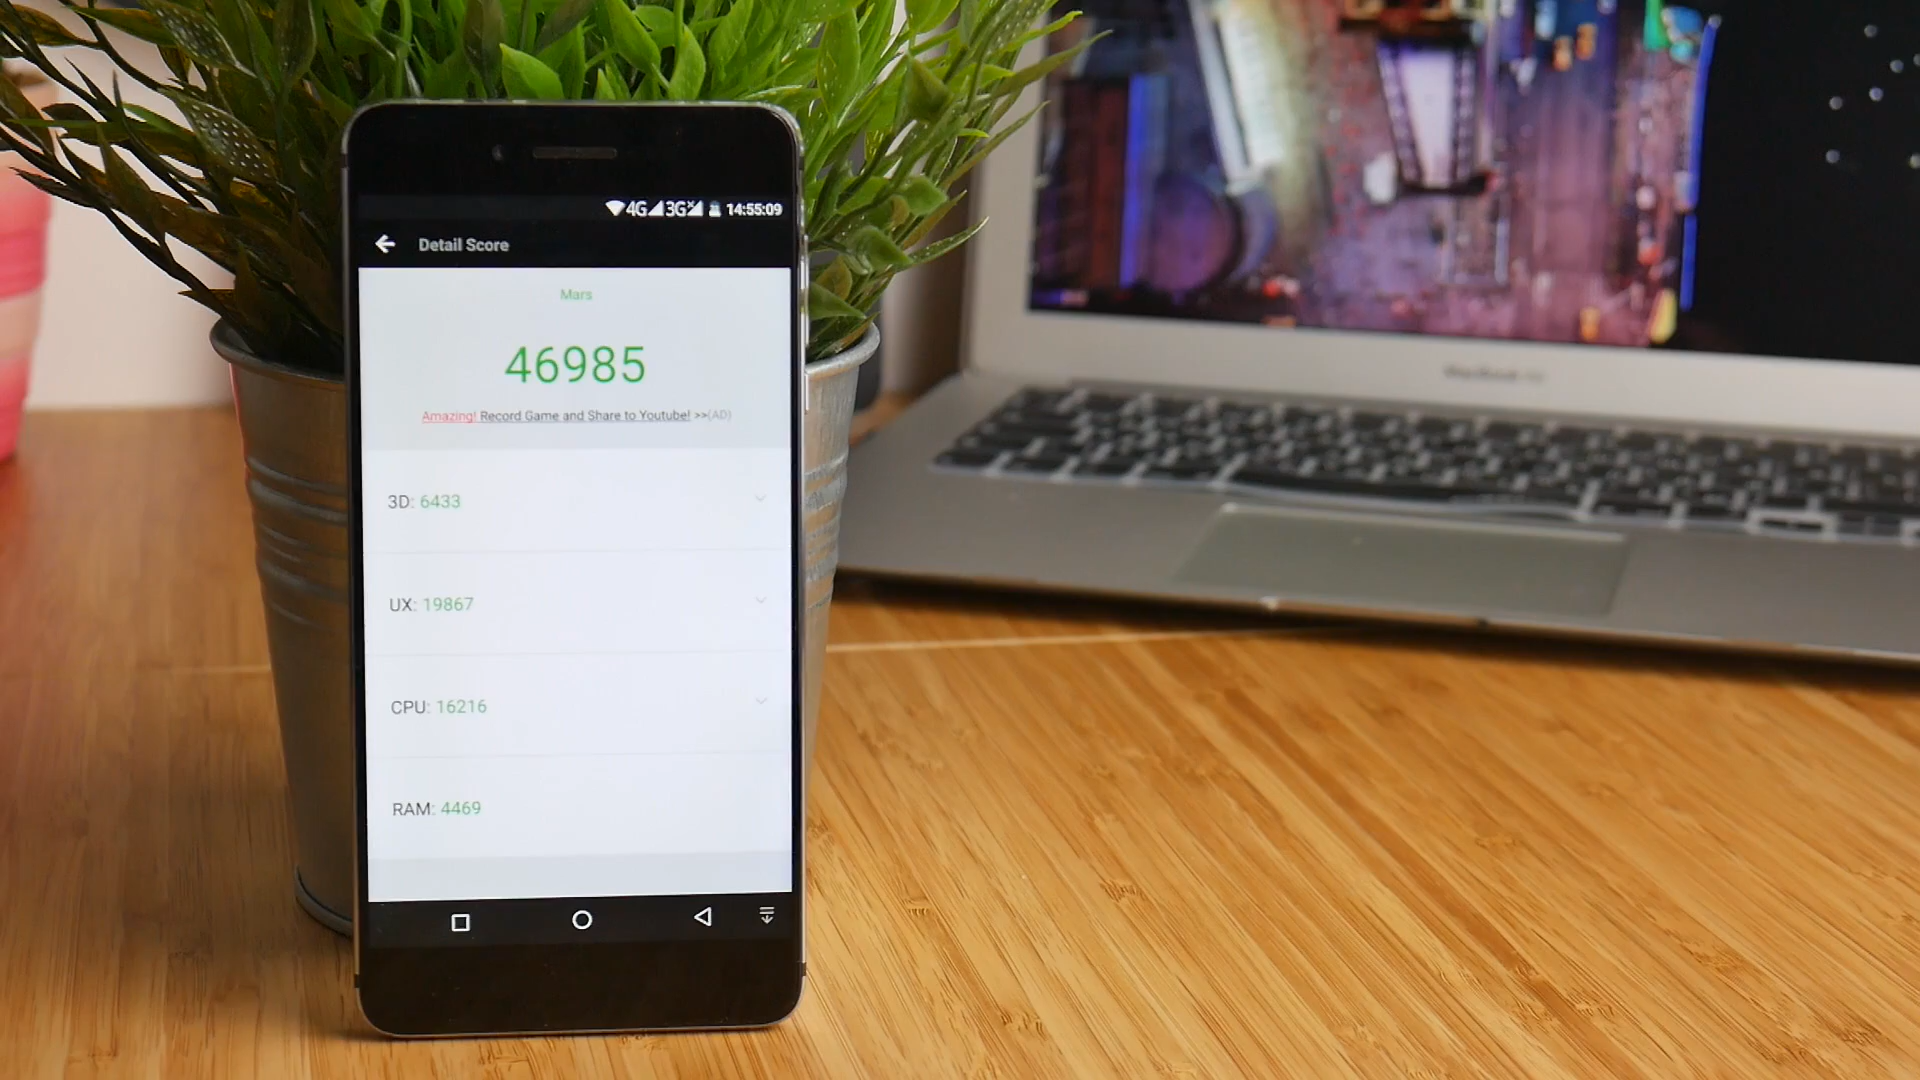 4G 3G 14:55:09
Detail Score
Mars
46985
Amazing! Record Game and Share to Youtube! >>(AD)
3D: 6433
UX: 19867
CPU: 16216
RAM: 4469